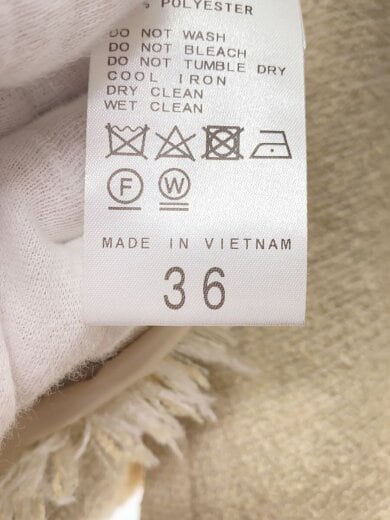 % POLYESTER
DO NOT WASH
DO NOT BLEACH
DO NOT TUMBLE DRY
COOL IRON
DRY CLEAN
WET CLEAN
F W
MADE IN VIETNAM
36